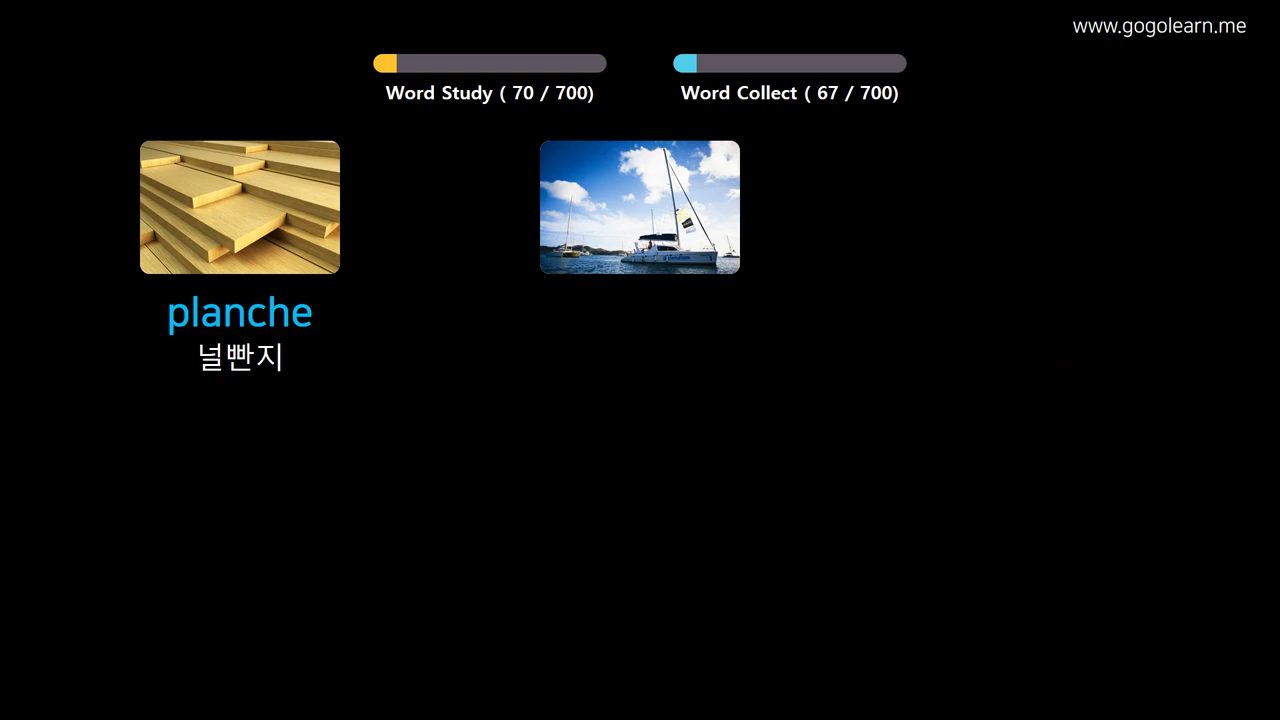 www.gogolearn.me
Word Study ( 70 / 700)
Word Collect ( 67 / 700)
planche
널빤지